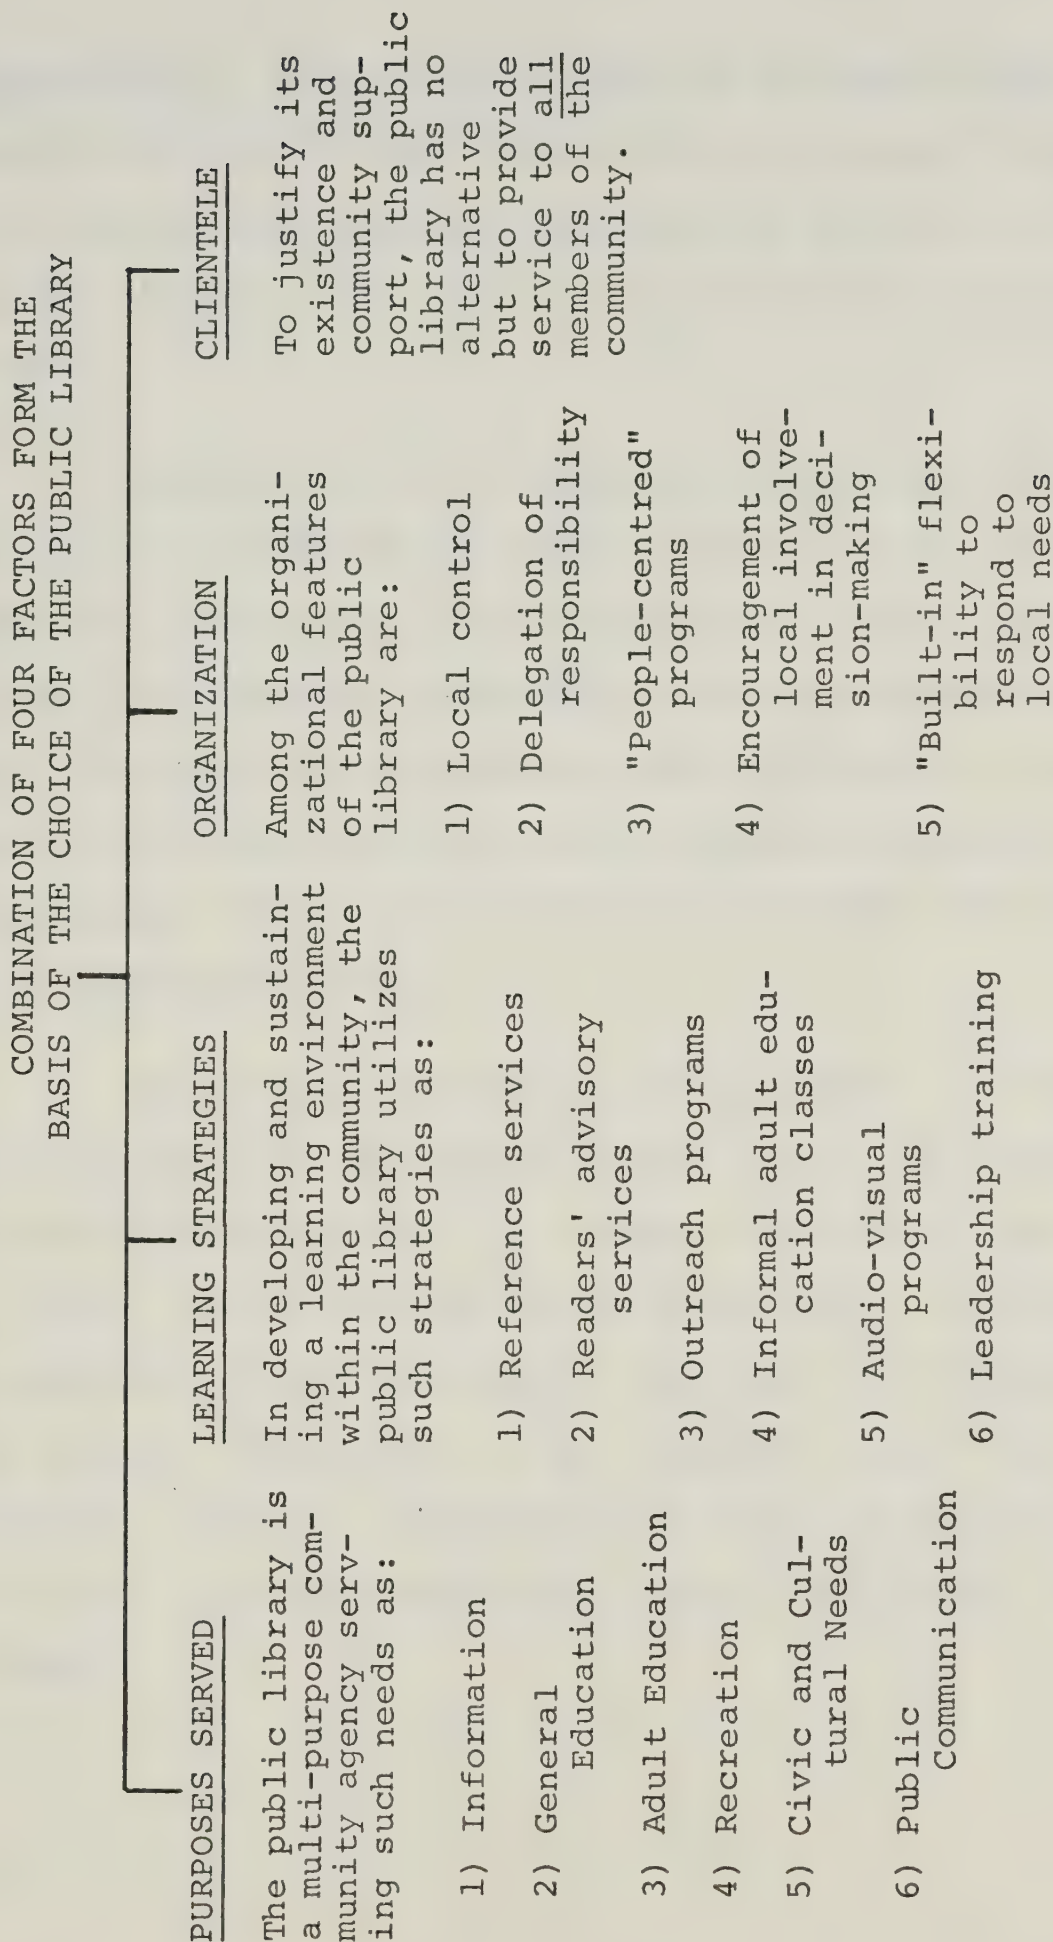 COMBINATION OF FOUR FACTORS FORM THE
BASIS OF THE CHOICE OF THE PUBLIC LIBRARY
PURPOSES SERVED
The public library is
a multi-purpose com-
munity agency serv-
ing such needs as:
1) Information
2) General
Education
3) Adult Education
4) Recreation
5) Civic and Cul-
tural Needs
6) Public
Communication
LEARNING STRATEGIES
In developing and sustain-
ing a learning environment
within the community, the
public library utilizes
such strategies as:
1) Reference services
2) Readers' advisory
services
3) Outreach programs
4) Informal adult edu-
cation classes
5) Audio-visual
programs
6) Leadership training
ORGANIZATION
Among the organi-
zational features
of the public
library are:
1) Local control
2) Delegation of
responsibility
3) "People-centred"
programs
4) Encouragement of
local involve-
ment in deci-
sion-making
5) "Built-in" flexi-
bility to
respond to
local needs
CLIENTELE
To justify its
existence and
community sup-
port, the public
library has no
alternative
but to provide
service to all
members of the
community.